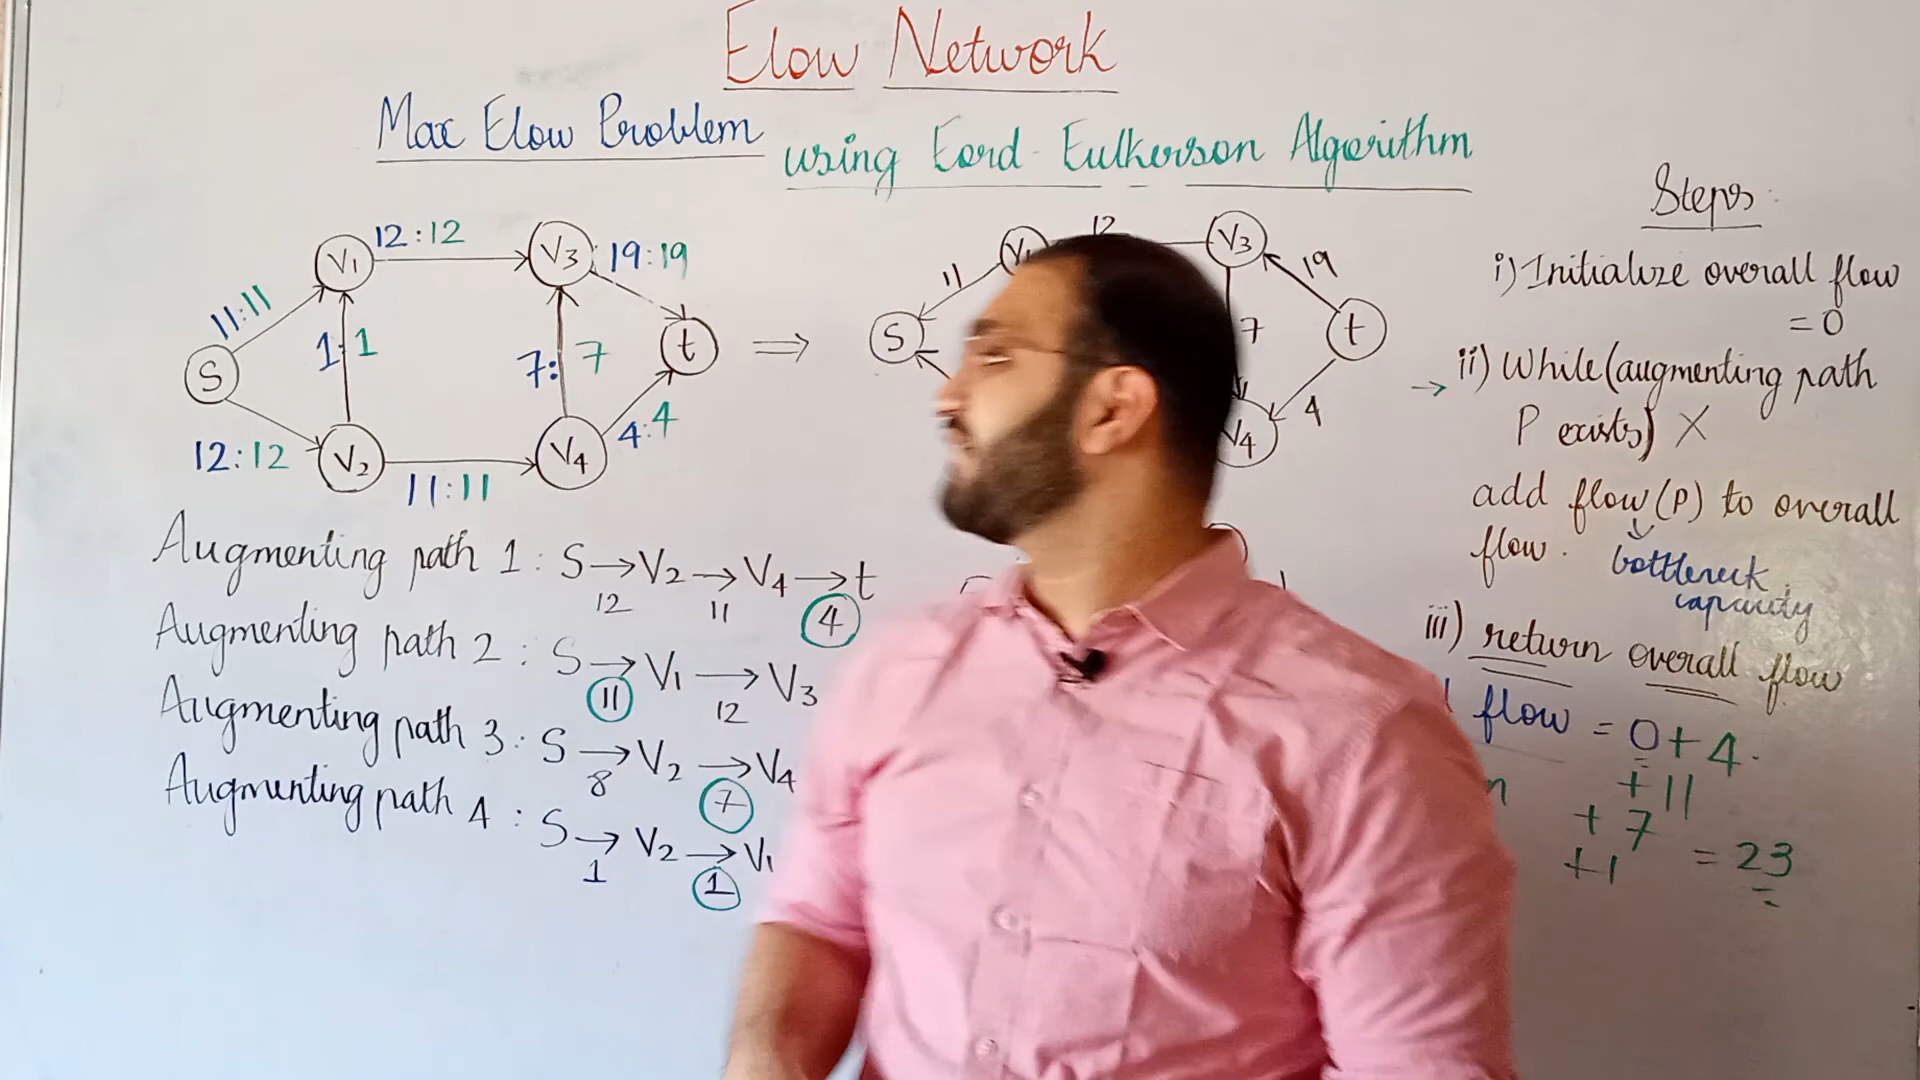 Flow Network
Max Flow Problem using Ford-Fulkerson Algorithm
12:12
11:11
V1
V3
19:19
1:1
7:7
S
t
12:12
V2
V4
4:4
11:11
⇒
12
11
V3
19
S
7
t
4
V4
Augmenting path 1: S→V2→V4→t
12 11 4
Augmenting path 2: S→V1→V3
11 12
Augmenting path 3: S→V2→V4
8 7
Augmenting path 4: S→V2→V1
1 1
Steps:
i) Initialize overall flow
= 0
→ ii) While (augmenting path
P exists) X
add flow(P) to overall
flow.
bottleneck
capacity
iii) return overall flow
flow = 0+4
+11
+7
+1 = 23